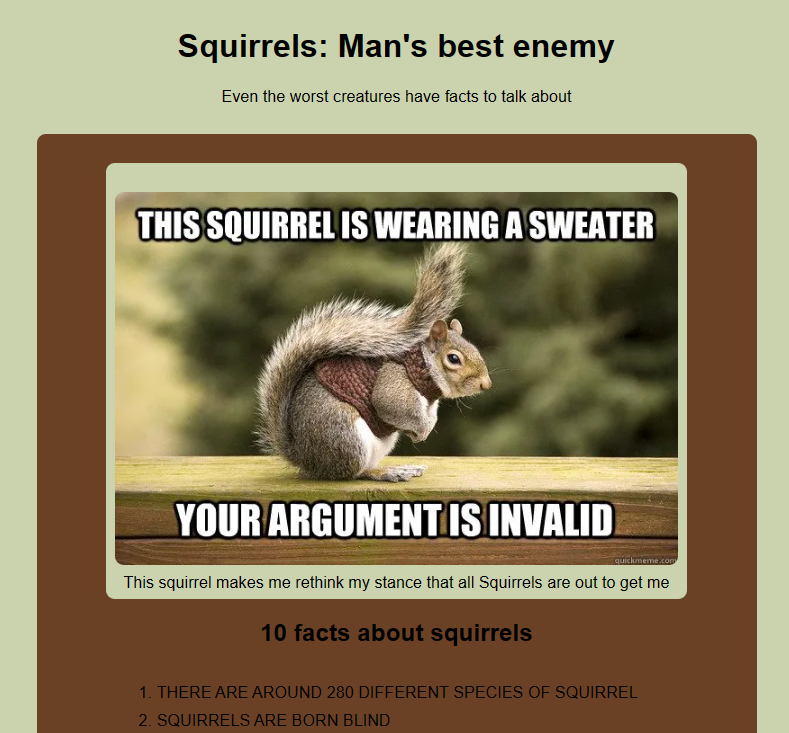 Squirrels: Man's best enemy
Even the worst creatures have facts to talk about
THIS SQUIRREL IS WEARING A SWEATER
YOUR ARGUMENT IS INVALID
quickmeme.com
This squirrel makes me rethink my stance that all Squirrels are out to get me
10 facts about squirrels
1. THERE ARE AROUND 280 DIFFERENT SPECIES OF SQUIRREL
2. SQUIRRELS ARE BORN BLIND